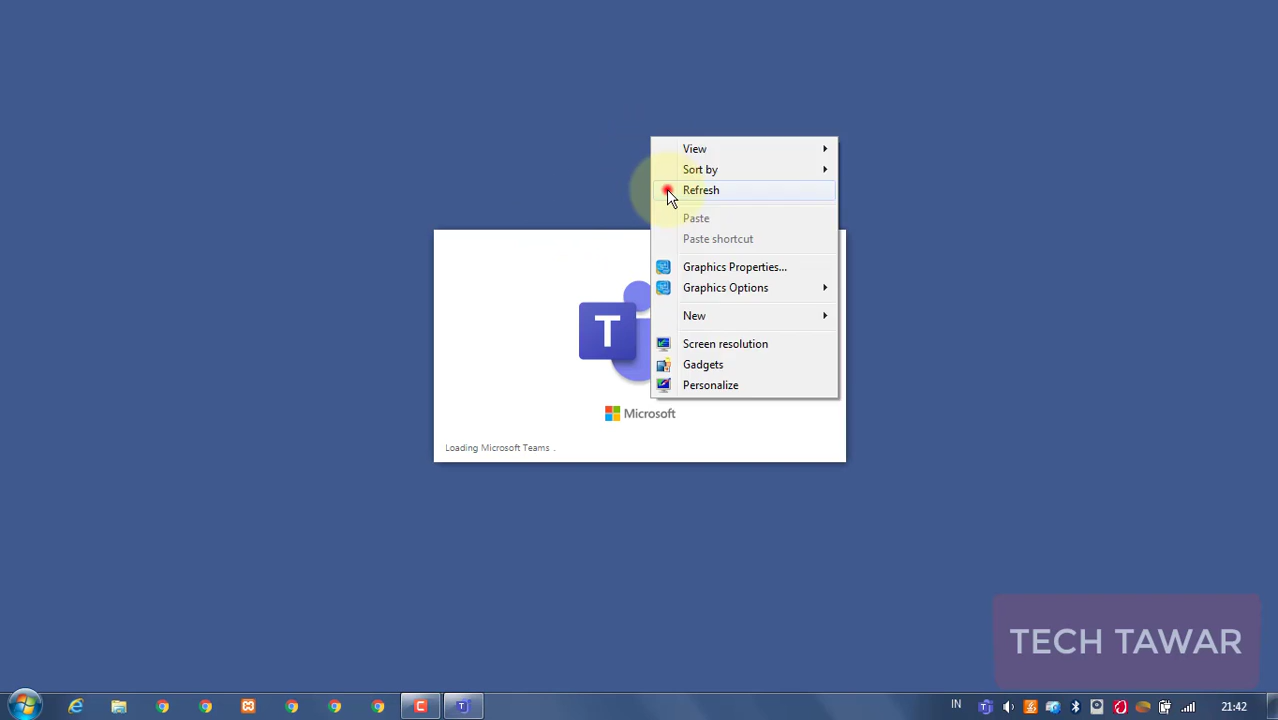 View
Sort by
Refresh
Paste
Paste shortcut
Graphics Properties...
Graphics Options
New
Screen resolution
Gadgets
Personalize
T
Microsoft
Loading Microsoft Teams .
TECH TAWAR
IN
21:42